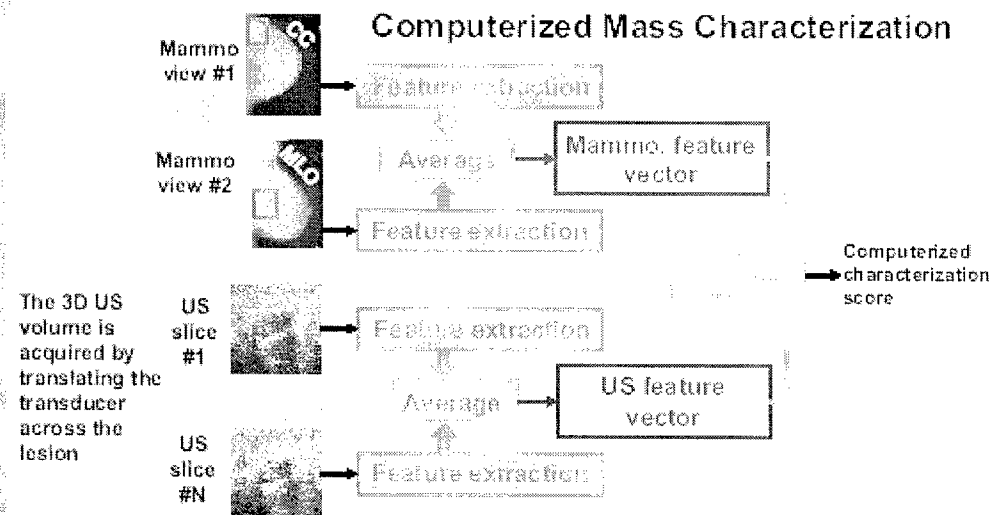 Computerized Mass Characterization
Mammo
view #1
CC
Feature extraction
Mammo
view #2
MLO
Average
Mammo. feature
vector
Feature extraction
Computerized
characterization
score
The 3D US
volume is
acquired by
translating the
transducer
across the
lesion
US
slice
#1
Feature extraction
Average
US feature
vector
US
slice
#N
Feature extraction